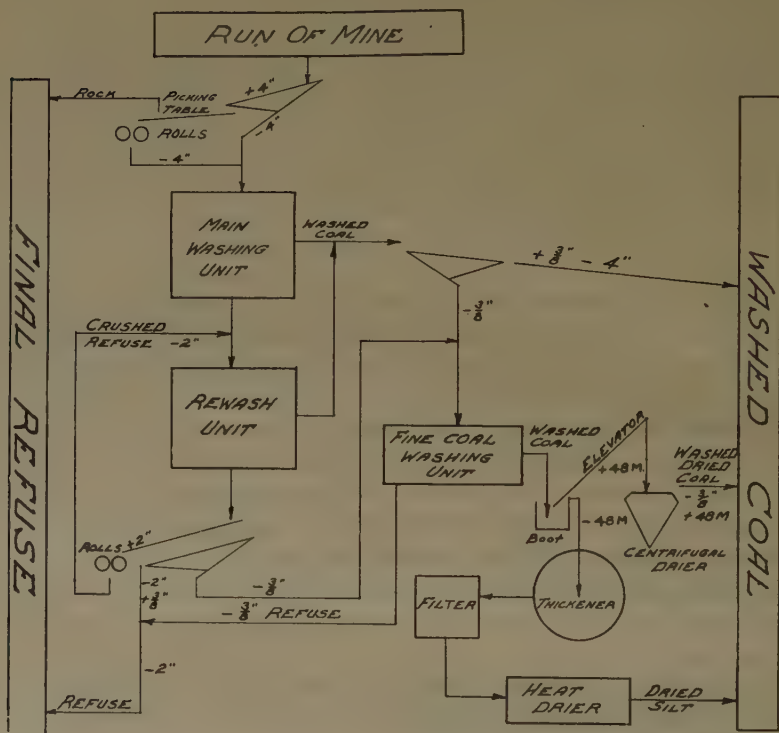 RUN OF MINE
+4"
ROCK
PICKING
TABLE
-4"
ROLLS
-4"
FINAL REFUSE
WASHED COAL
MAIN
WASHING
UNIT
WASHED
COAL
+3/8" - 4"
-3/8"
CRUSHED
REFUSE -2"
REWASH
UNIT
FINE COAL
WASHING
UNIT
WASHED
COAL
ELEVATOR
+48M.
WASHED
DRIED
COAL
-3/8"
+48M
-48M
BOOT
CENTRIFUGAL
DRIER
ROLLS
+2"
-2"
+3/8"
-3/8"
-3/8" REFUSE
FILTER
THICKENER
-2"
REFUSE
HEAT
DRIER
DRIED
SILT